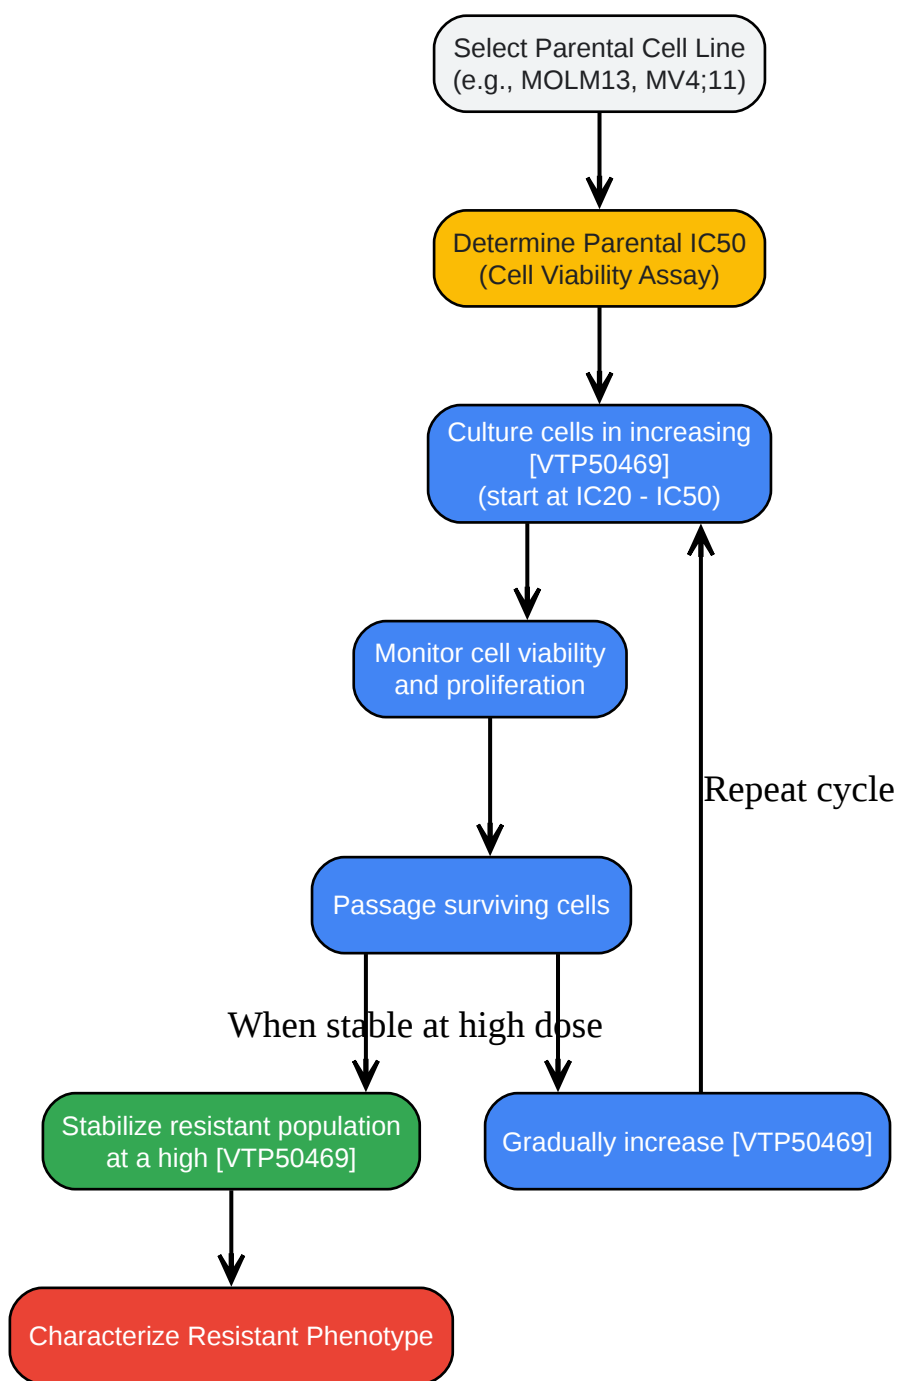 Select Parental Cell Line
(e.g., MOLM13, MV4;11)
Determine Parental IC50
(Cell Viability Assay)
Culture cells in increasing
[VTP50469]
(start at IC20 - IC50)
Monitor cell viability
and proliferation
Repeat cycle
Passage surviving cells
When stable at high dose
Stabilize resistant population
at a high [VTP50469]
Gradually increase [VTP50469]
Characterize Resistant Phenotype